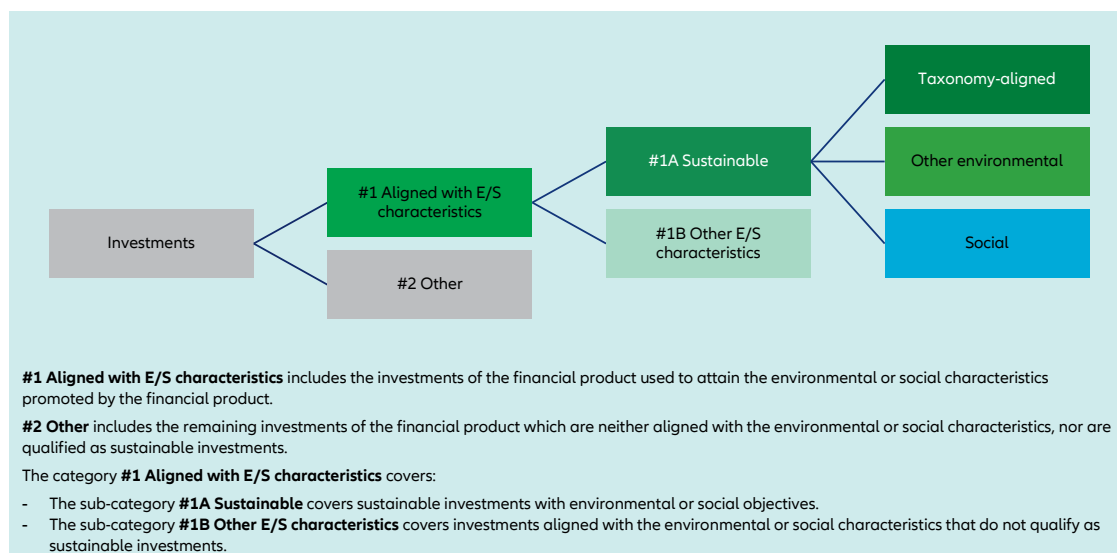 Taxonomy-aligned
#1A Sustainable
Other environmental
#1 Aligned with E/S
characteristics
Investments
#1B Other E/S
characteristics
Social
#2 Other
#1 Aligned with E/S characteristics includes the investments of the financial product used to attain the environmental or social characteristics
promoted by the financial product.
#2 Other includes the remaining investments of the financial product which are neither aligned with the environmental or social characteristics, nor are
qualified as sustainable investments.
The category #1 Aligned with E/S characteristics covers:
- The sub-category #1A Sustainable covers sustainable investments with environmental or social objectives.
- The sub-category #1B Other E/S characteristics covers investments aligned with the environmental or social characteristics that do not qualify as
sustainable investments.